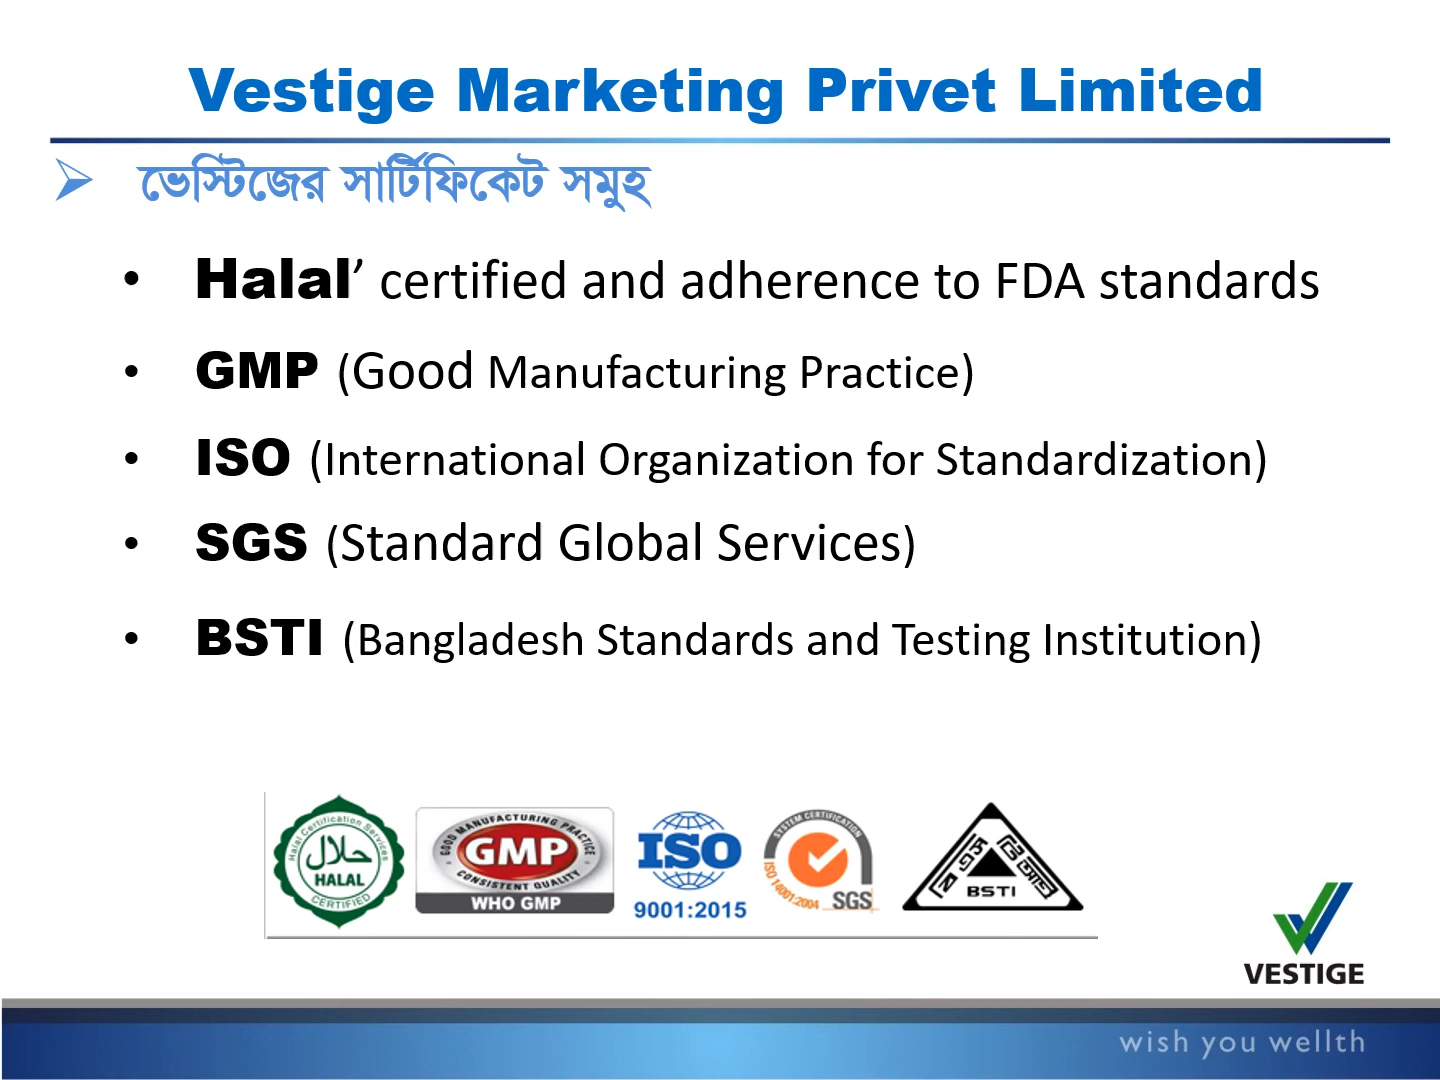 Vestige Marketing Privet Limited
ভেস্টিজের সার্টিফিকেট সমুহ
• Halal’ certified and adherence to FDA standards
• GMP (Good Manufacturing Practice)
• ISO (International Organization for Standardization)
• SGS (Standard Global Services)
• BSTI (Bangladesh Standards and Testing Institution)
Halal Certification Services
حلال
HALAL
CERTIFIED
GOOD MANUFACTURING PRACTICE
GMP
CONSISTENT QUALITY
WHO GMP
ISO
9001:2015
SYSTEM CERTIFICATION
ISO 14001:2004
SGS
BSTI
VESTIGE
wish you wellth